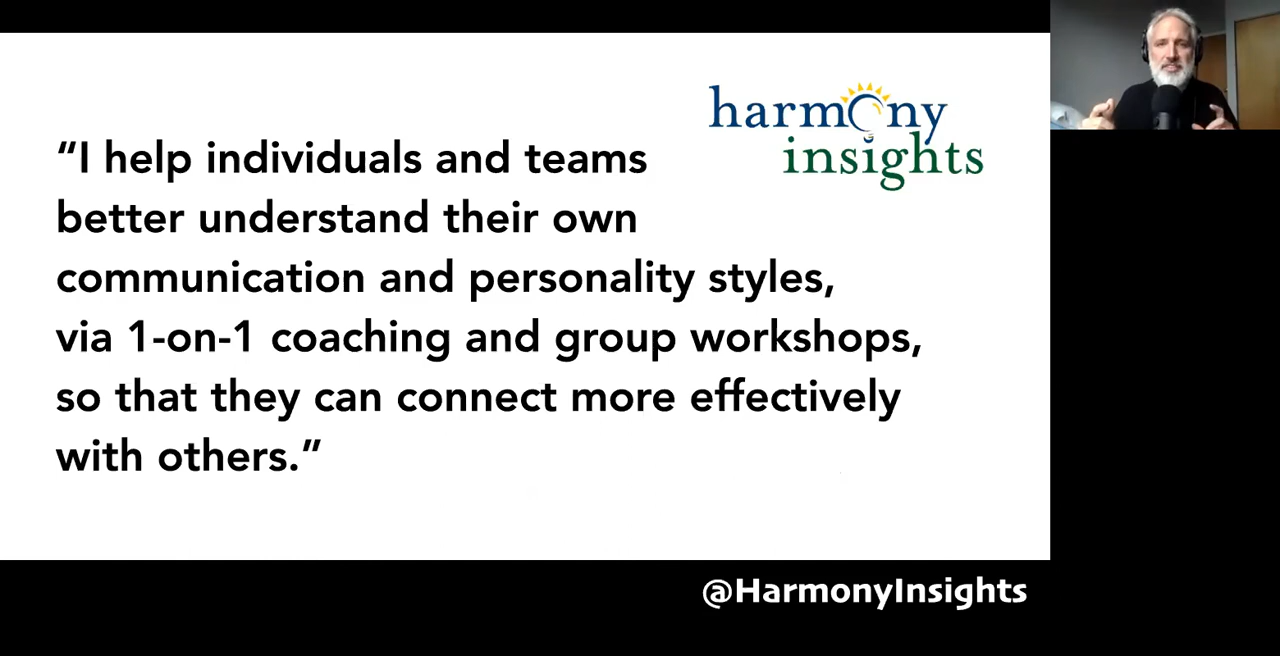 harmony
insights
“I help individuals and teams
better understand their own
communication and personality styles,
via 1-on-1 coaching and group workshops,
so that they can connect more effectively
with others.”
@HarmonyInsights